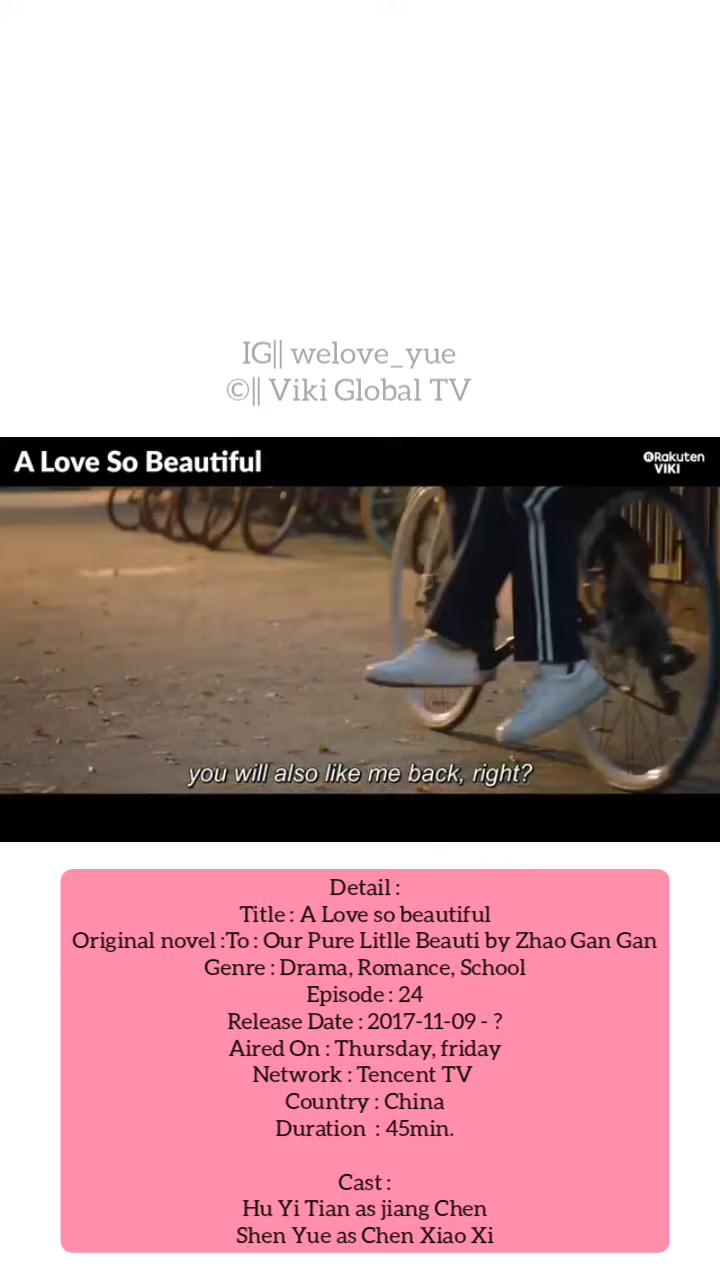 IG|| welove_yue
©|| Viki Global TV
A Love So Beautiful
Rakuten
VIKI
you will also like me back, right?
Detail :
Title : A Love so beautiful
Original novel :To : Our Pure Litlle Beauti by Zhao Gan Gan
Genre : Drama, Romance, School
Episode : 24
Release Date : 2017-11-09 - ?
Aired On : Thursday, friday
Network : Tencent TV
Country : China
Duration  : 45min.
Cast :
Hu Yi Tian as jiang Chen
Shen Yue as Chen Xiao Xi